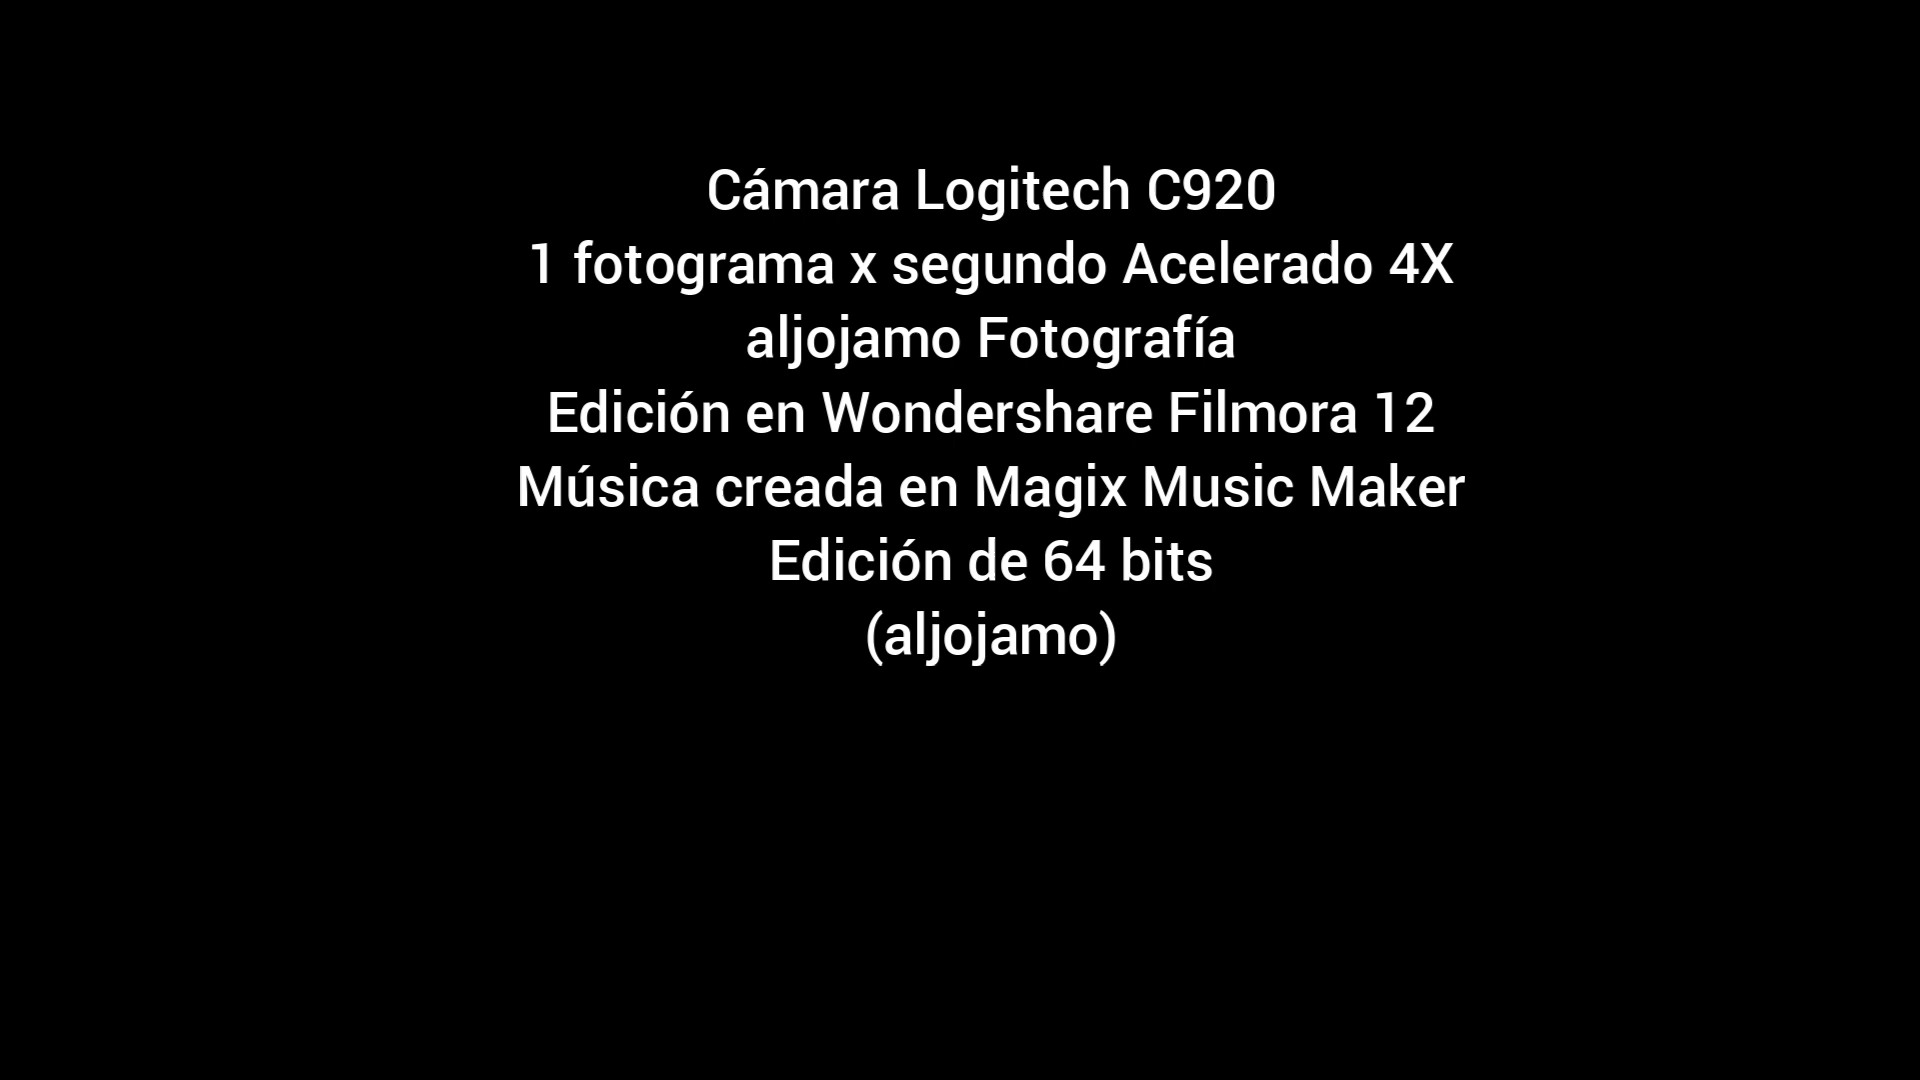 Cámara Logitech C920
1 fotograma x segundo Acelerado 4X
aljojamo Fotografía
Edición en Wondershare Filmora 12
Música creada en Magix Music Maker
Edición de 64 bits
(aljojamo)